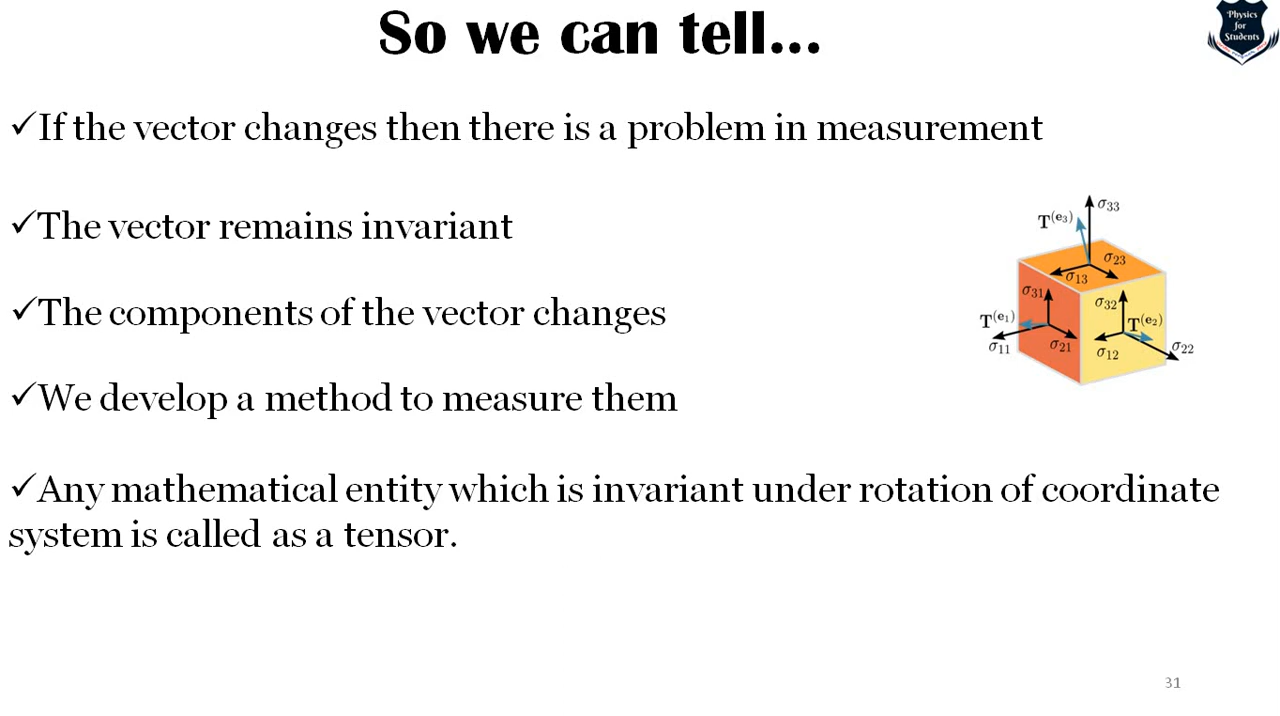 So we can tell...
Physics
for
Students
✓If the vector changes then there is a problem in measurement
✓The vector remains invariant
✓The components of the vector changes
✓We develop a method to measure them
✓Any mathematical entity which is invariant under rotation of coordinate
system is called as a tensor.
σ33
T(e3)
σ23
σ13
σ31
σ32
T(e1)
T(e2)
σ11
σ21
σ12
σ22
31